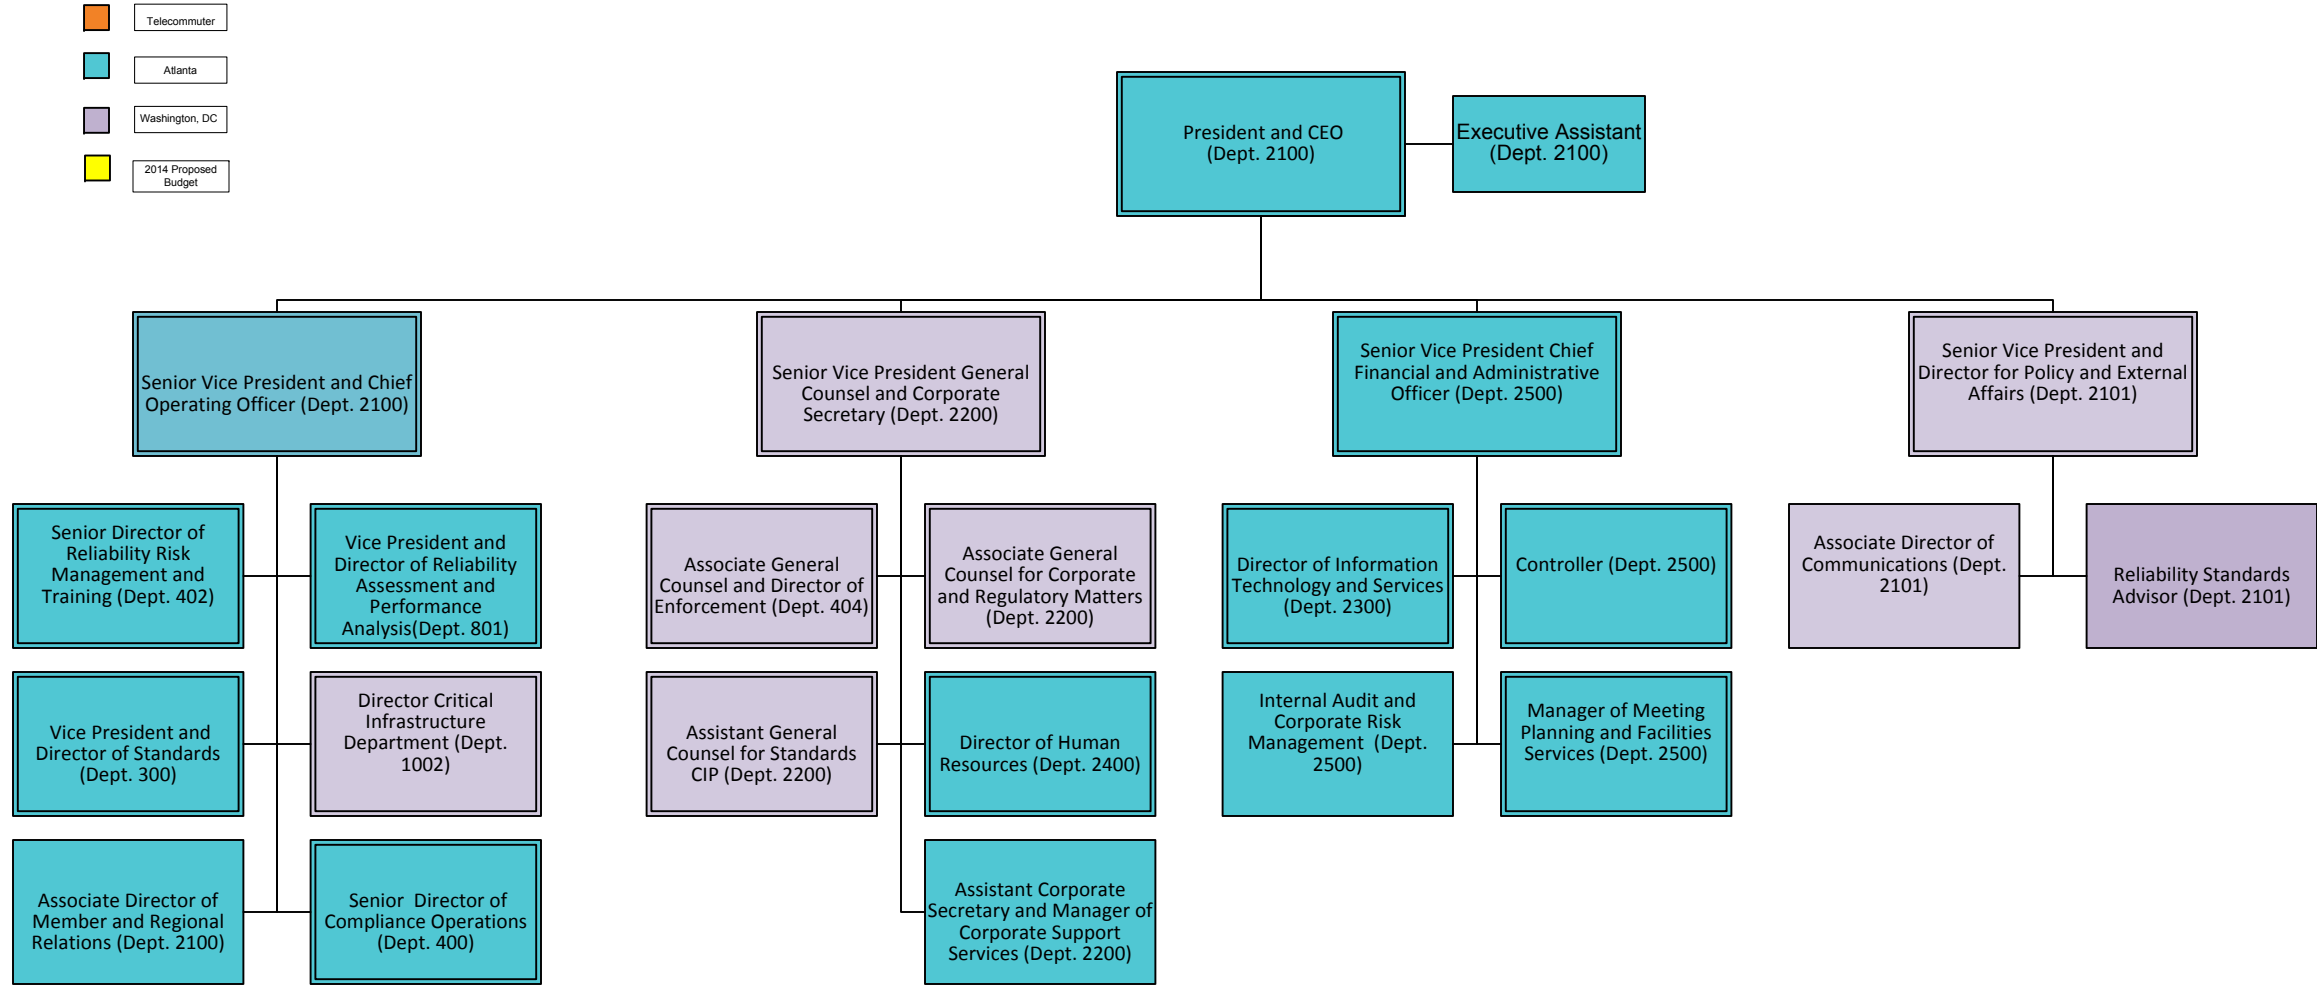 Telecommuter
Atlanta
Washington, DC
2014 Proposed
Budget
President and CEO
(Dept. 2100)
Executive Assistant
(Dept. 2100)
Senior Vice President and Chief
Operating Officer (Dept. 2100)
Senior Vice President General
Counsel and Corporate
Secretary (Dept. 2200)
Senior Vice President Chief
Financial and Administrative
Officer (Dept. 2500)
Senior Vice President and
Director for Policy and External
Affairs (Dept. 2101)
Senior Director of
Reliability Risk
Management and
Training (Dept. 402)
Vice President and
Director of Reliability
Assessment and
Performance
Analysis(Dept. 801)
Associate General
Counsel and Director of
Enforcement (Dept. 404)
Associate General
Counsel for Corporate
and Regulatory Matters
(Dept. 2200)
Director of Information
Technology and Services
(Dept. 2300)
Controller (Dept. 2500)
Associate Director of
Communications (Dept.
2101)
Reliability Standards
Advisor (Dept. 2101)
Vice President and
Director of Standards
(Dept. 300)
Director Critical
Infrastructure
Department (Dept.
1002)
Assistant General
Counsel for Standards
CIP (Dept. 2200)
Director of Human
Resources (Dept. 2400)
Internal Audit and
Corporate Risk
Management  (Dept.
2500)
Manager of Meeting
Planning and Facilities
Services (Dept. 2500)
Associate Director of
Member and Regional
Relations (Dept. 2100)
Senior  Director of
Compliance Operations
(Dept. 400)
Assistant Corporate
Secretary and Manager of
Corporate Support
Services (Dept. 2200)